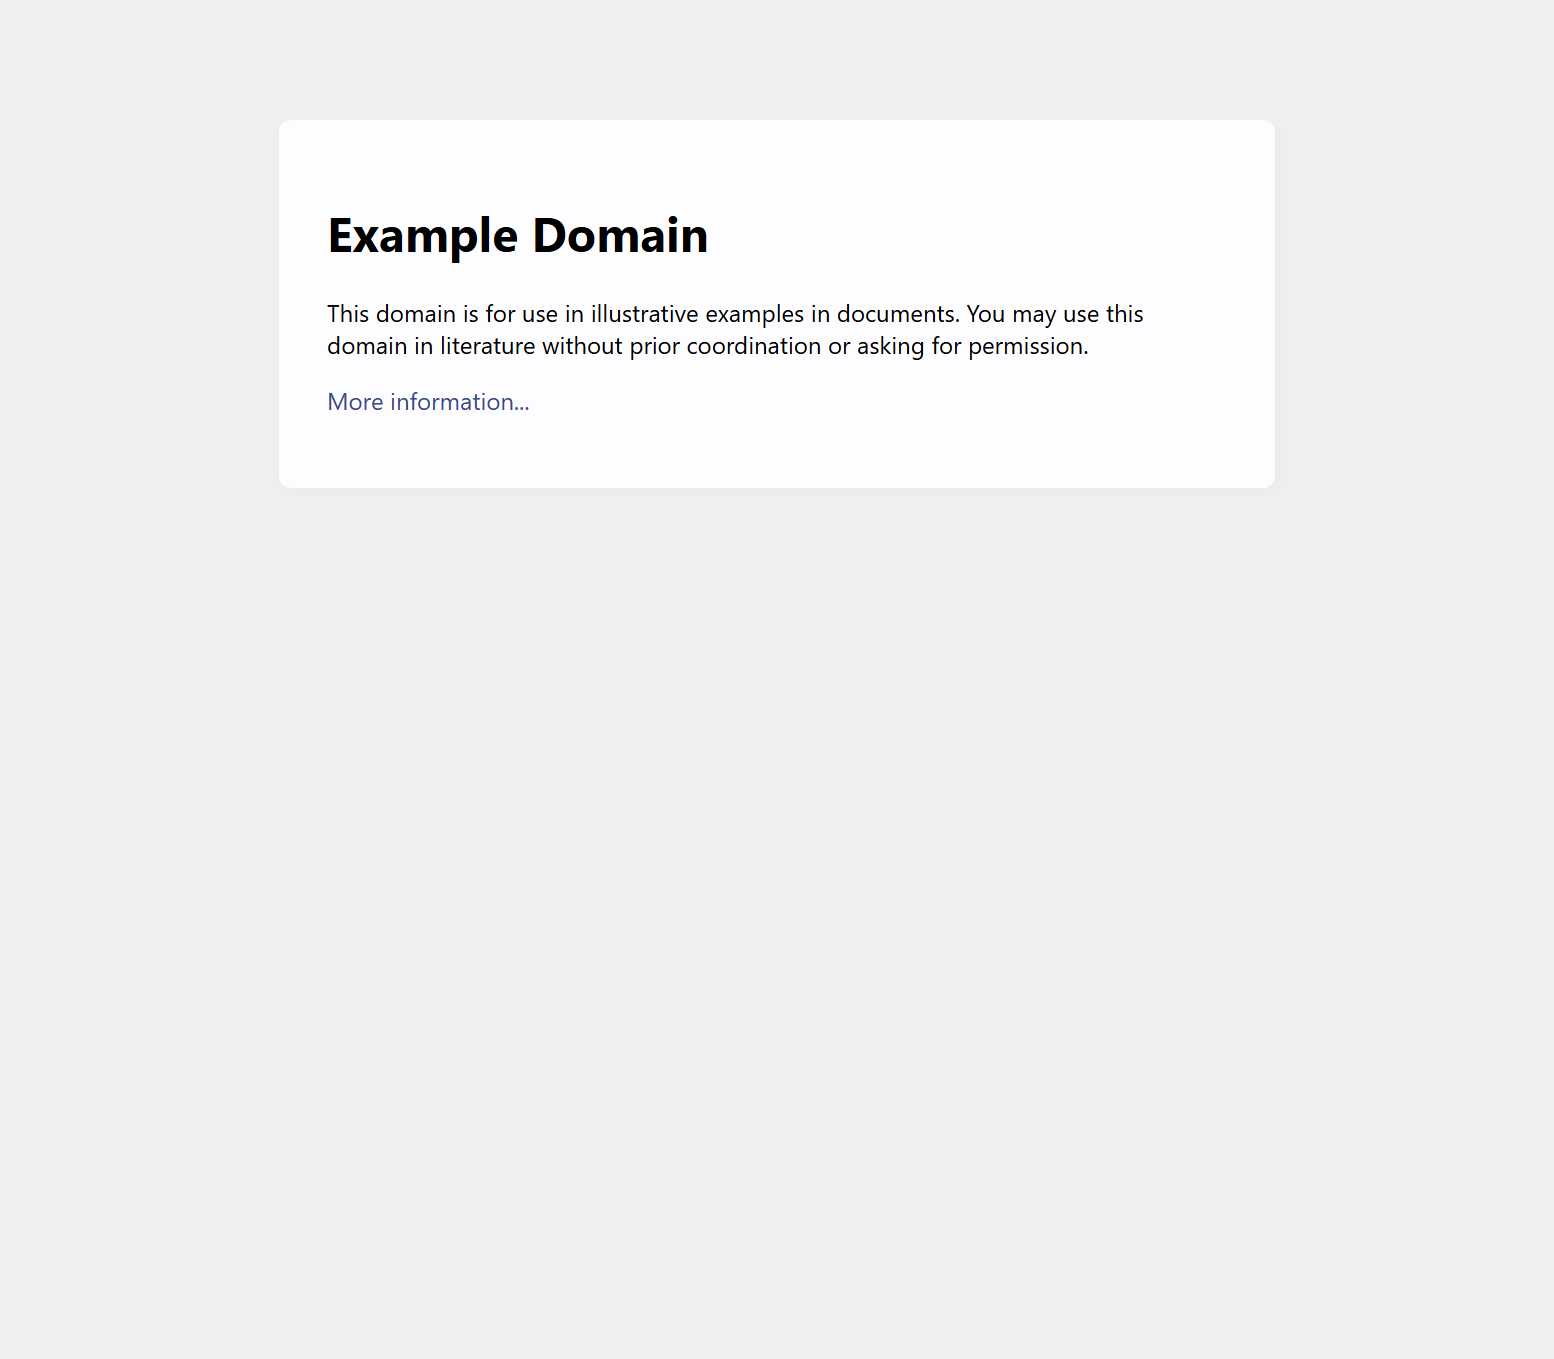 Example Domain
This domain is for use in illustrative examples in documents. You may use this
domain in literature without prior coordination or asking for permission.
More information...